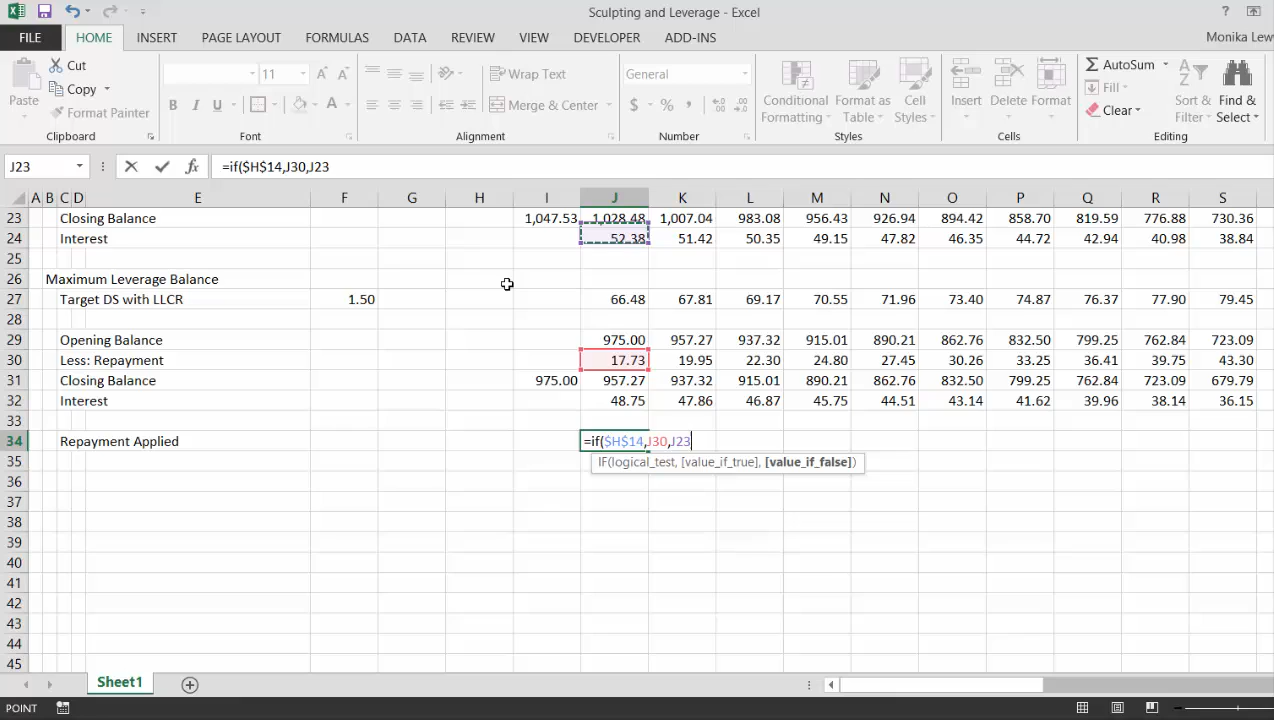 Sculpting and Leverage - Excel
FILE HOME INSERT PAGE LAYOUT FORMULAS DATA REVIEW VIEW DEVELOPER ADD-INS Monika Lew
Paste
Cut
Copy
Format Painter
Clipboard
11
B I U A
Font
Wrap Text
Merge & Center
Alignment
General
$ % ,
Number
Conditional Formatting
Format as Table
Cell Styles
Styles
Insert Delete Format
Cells
AutoSum
Fill
Clear
Sort & Filter
Find & Select
Editing
J23 fx =if($H$14,J30,J23
A B C D E F G H I J K L M N O P Q R S
23 Closing Balance 1,047.53 1,028.48 1,007.04 983.08 956.43 926.94 894.42 858.70 819.59 776.88 730.36
24 Interest 52.38 51.42 50.35 49.15 47.82 46.35 44.72 42.94 40.98 38.84
25
26 Maximum Leverage Balance
27 Target DS with LLCR 1.50 66.48 67.81 69.17 70.55 71.96 73.40 74.87 76.37 77.90 79.45
28
29 Opening Balance 975.00 957.27 937.32 915.01 890.21 862.76 832.50 799.25 762.84 723.09
30 Less: Repayment 17.73 19.95 22.30 24.80 27.45 30.26 33.25 36.41 39.75 43.30
31 Closing Balance 975.00 957.27 937.32 915.01 890.21 862.76 832.50 799.25 762.84 723.09 679.79
32 Interest 48.75 47.86 46.87 45.75 44.51 43.14 41.62 39.96 38.14 36.15
33
34 Repayment Applied =if($H$14,J30,J23
35 IF(logical_test, [value_if_true], [value_if_false])
36
37
38
39
40
41
42
43
44
45
Sheet1
POINT